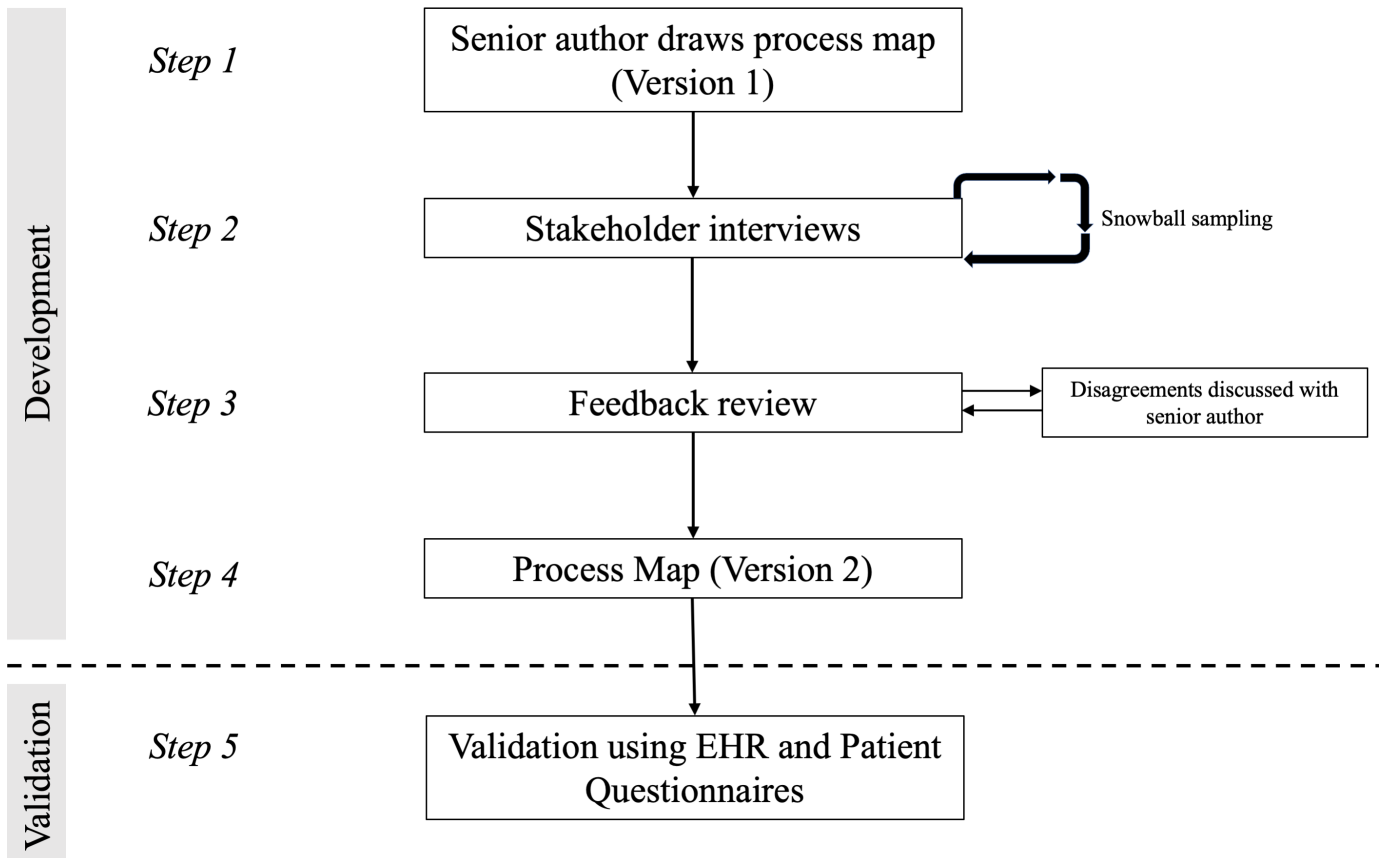 Development
Step 1
Senior author draws process map
(Version 1)
Step 2
Stakeholder interviews
Snowball sampling
Step 3
Feedback review
Disagreements discussed with
senior author
Step 4
Process Map (Version 2)
Validation
Step 5
Validation using EHR and Patient
Questionnaires